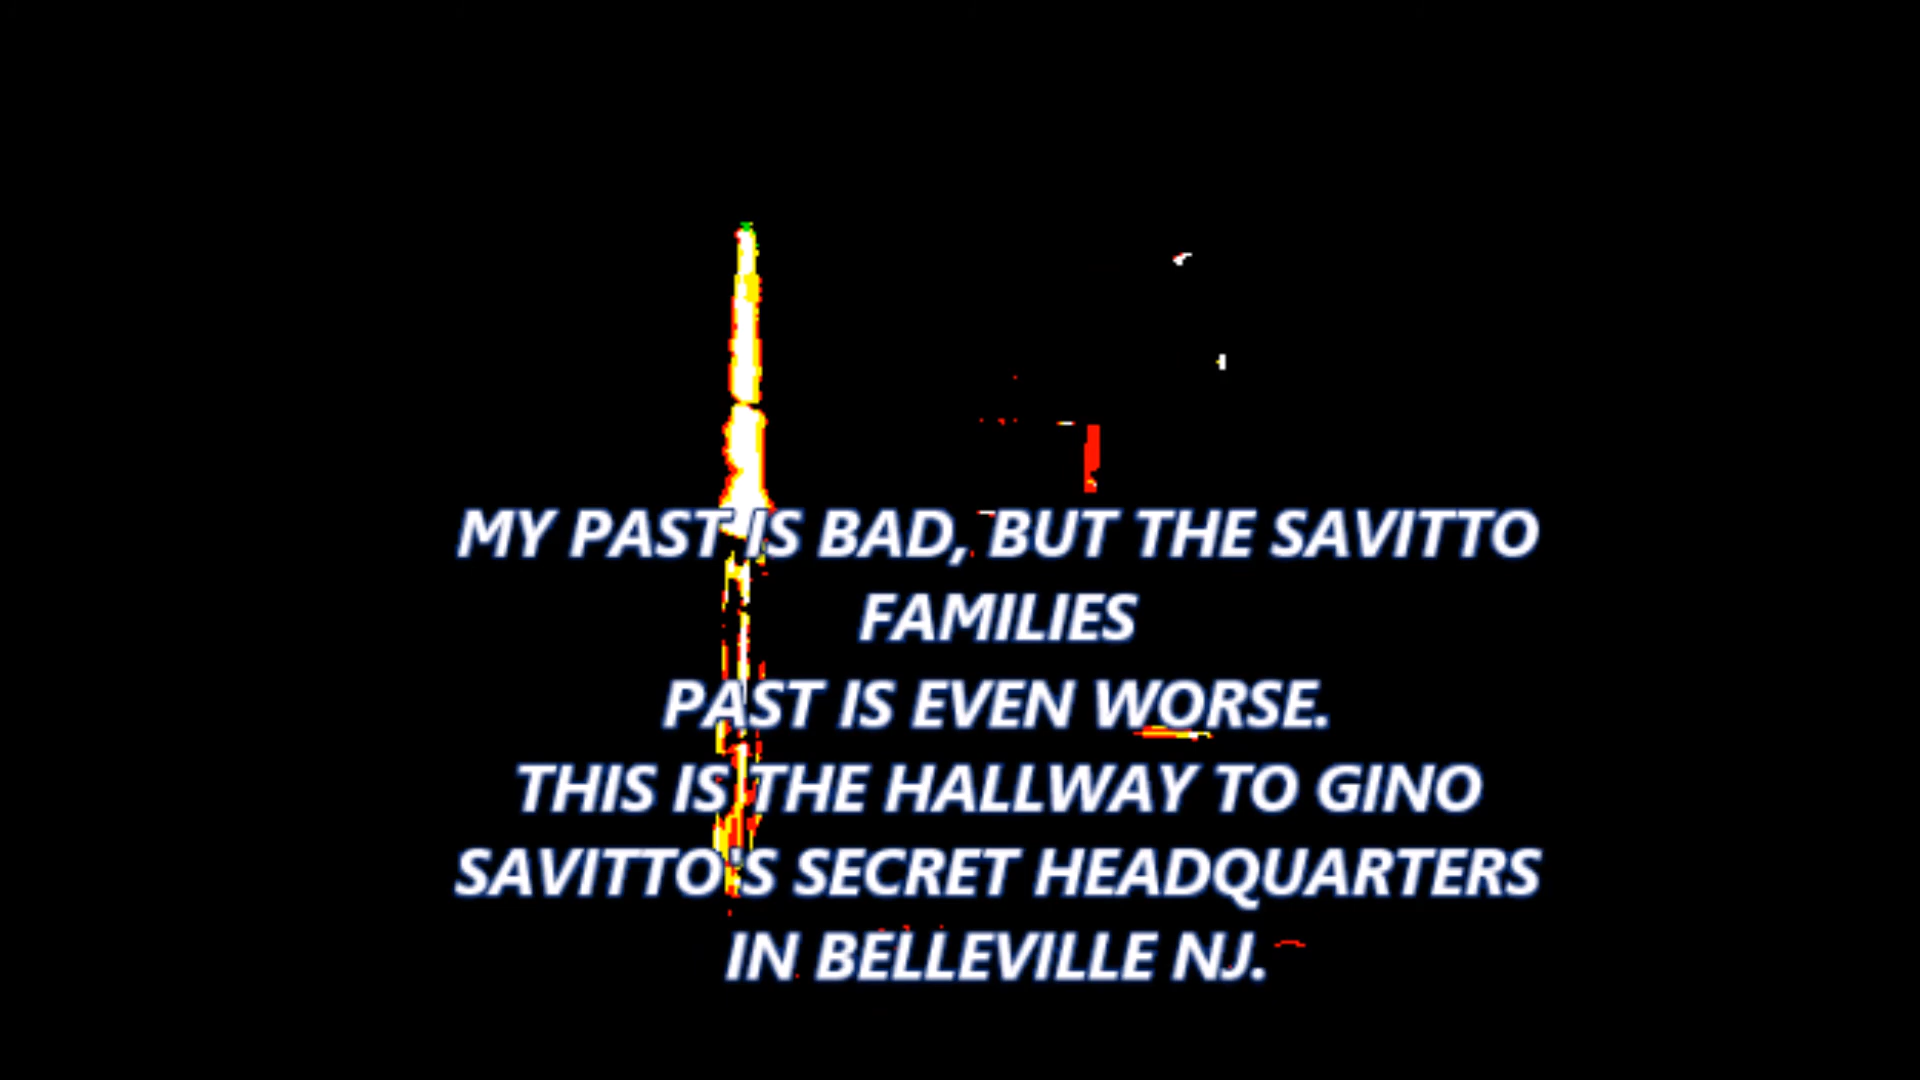 MY PAST IS BAD, BUT THE SAVITTO
FAMILIES
PAST IS EVEN WORSE.
THIS IS THE HALLWAY TO GINO
SAVITTO'S SECRET HEADQUARTERS
IN BELLEVILLE NJ.